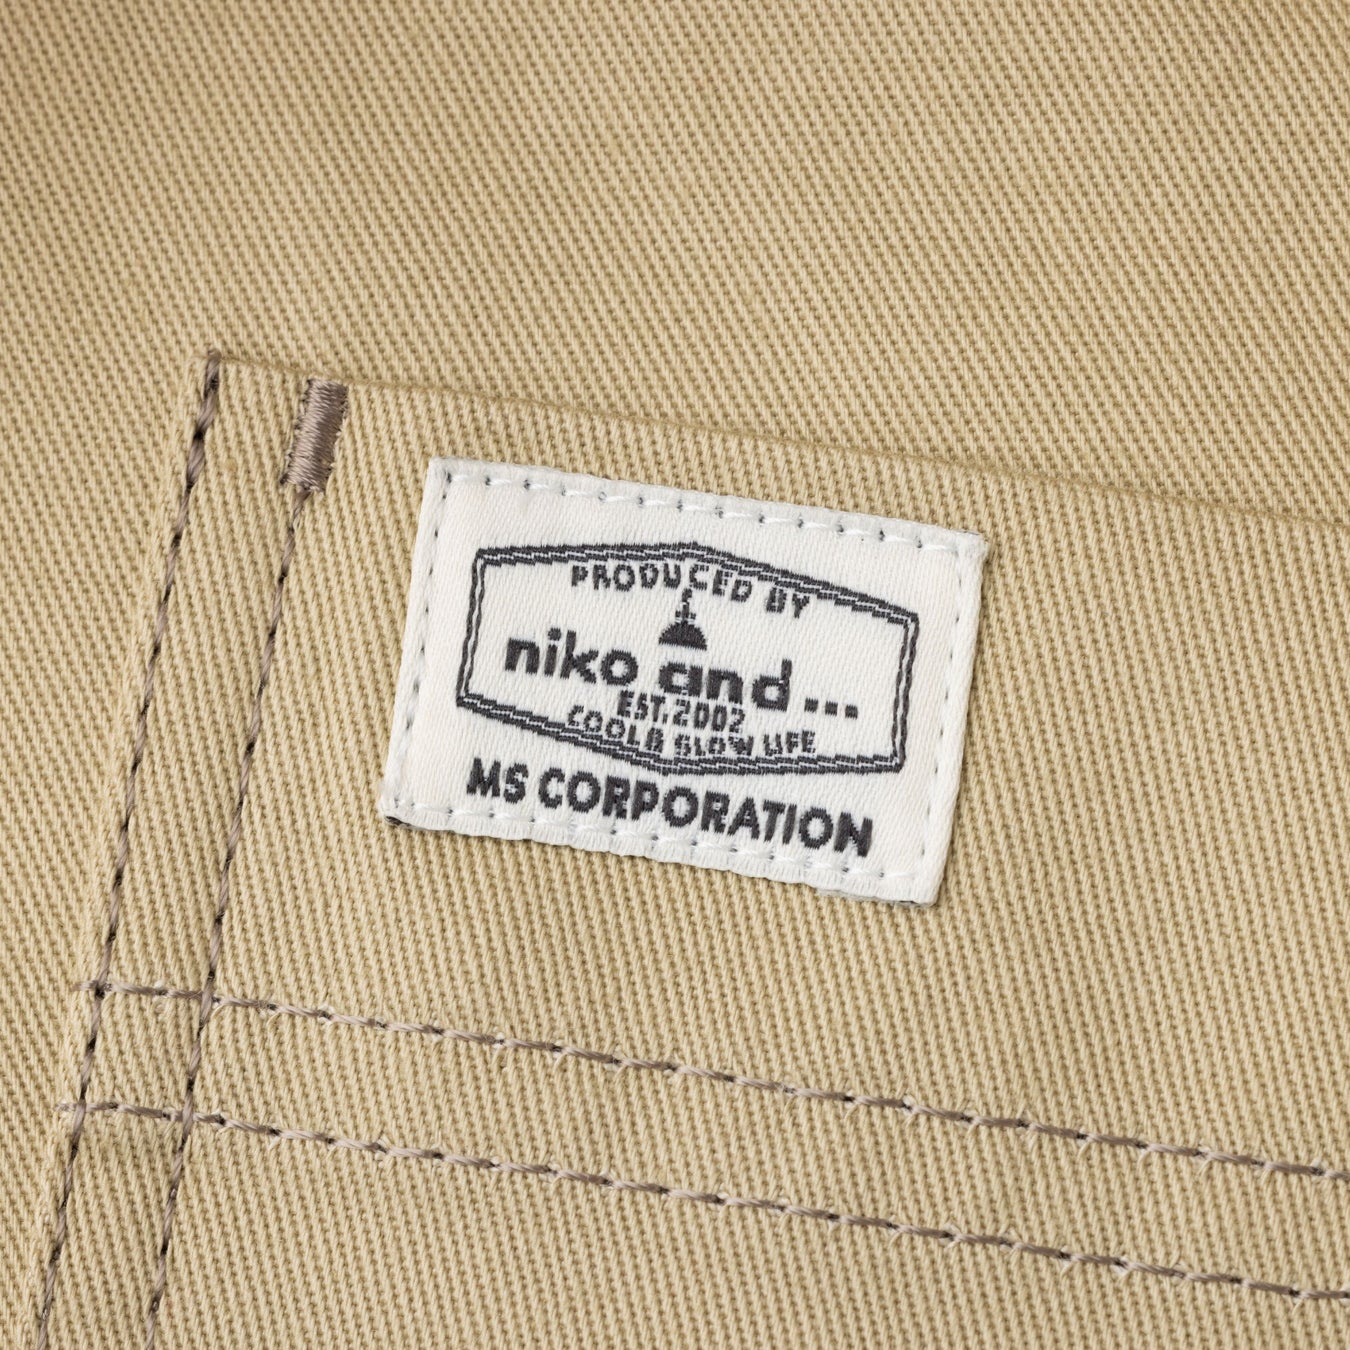 PRODUCED BY
niko and...
EST.2002
COOL& SLOW LIFE
MS CORPORATION